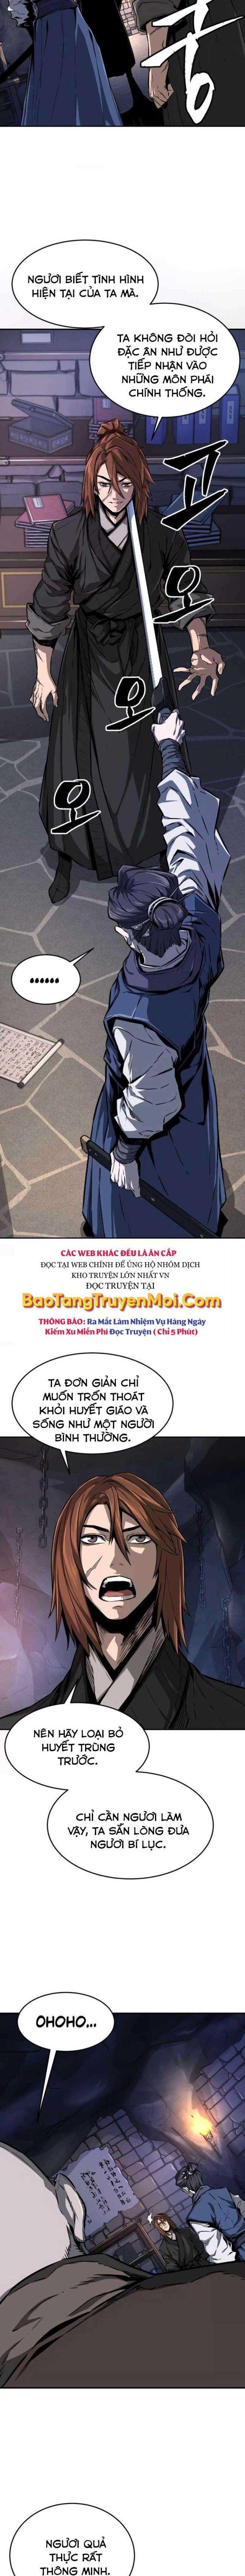 NGƯƠI BIẾT TÌNH HÌNH
HIỆN TẠI CỦA TA MÀ.
TA KHÔNG ĐÒI HỎI
ĐẶC ÂN NHƯ ĐƯỢC
TIẾP NHẬN VÀO
NHỮNG MÔN PHÁI
CHÍNH THỐNG.
고
오
오
오
......
CÁC WEB KHÁC ĐỀU LÀ ĂN CẮP
ĐỌC TẠI WEB CHÍNH ĐỂ ỦNG HỘ NHÓM DỊCH
KHO TRUYỆN LỚN NHẤT VN
ĐỌC TRUYỆN TẠI
BaoTangTruyenMoi.Com
THÔNG BÁO: Ra Mắt Làm Nhiệm Vụ Hàng Ngày
Kiếm Xu Miễn Phí Đọc Truyện ( Chỉ 5 Phút)
TA ĐƠN GIẢN CHỈ
MUỐN TRỐN THOÁT
KHỎI HUYẾT GIÁO VÀ
SỐNG NHƯ MỘT NGƯỜI
BÌNH THƯỜNG.
NÊN HÃY LOẠI BỎ
HUYẾT TRÙNG
TRƯỚC.
CHỈ CẦN NGƯƠI LÀM
VẬY, TA SẴN LÒNG ĐƯA
NGƯƠI BÍ LỤC.
OHOHO...
NGƯƠI QUẢ
THỰC RẤT
THÔNG MINH.